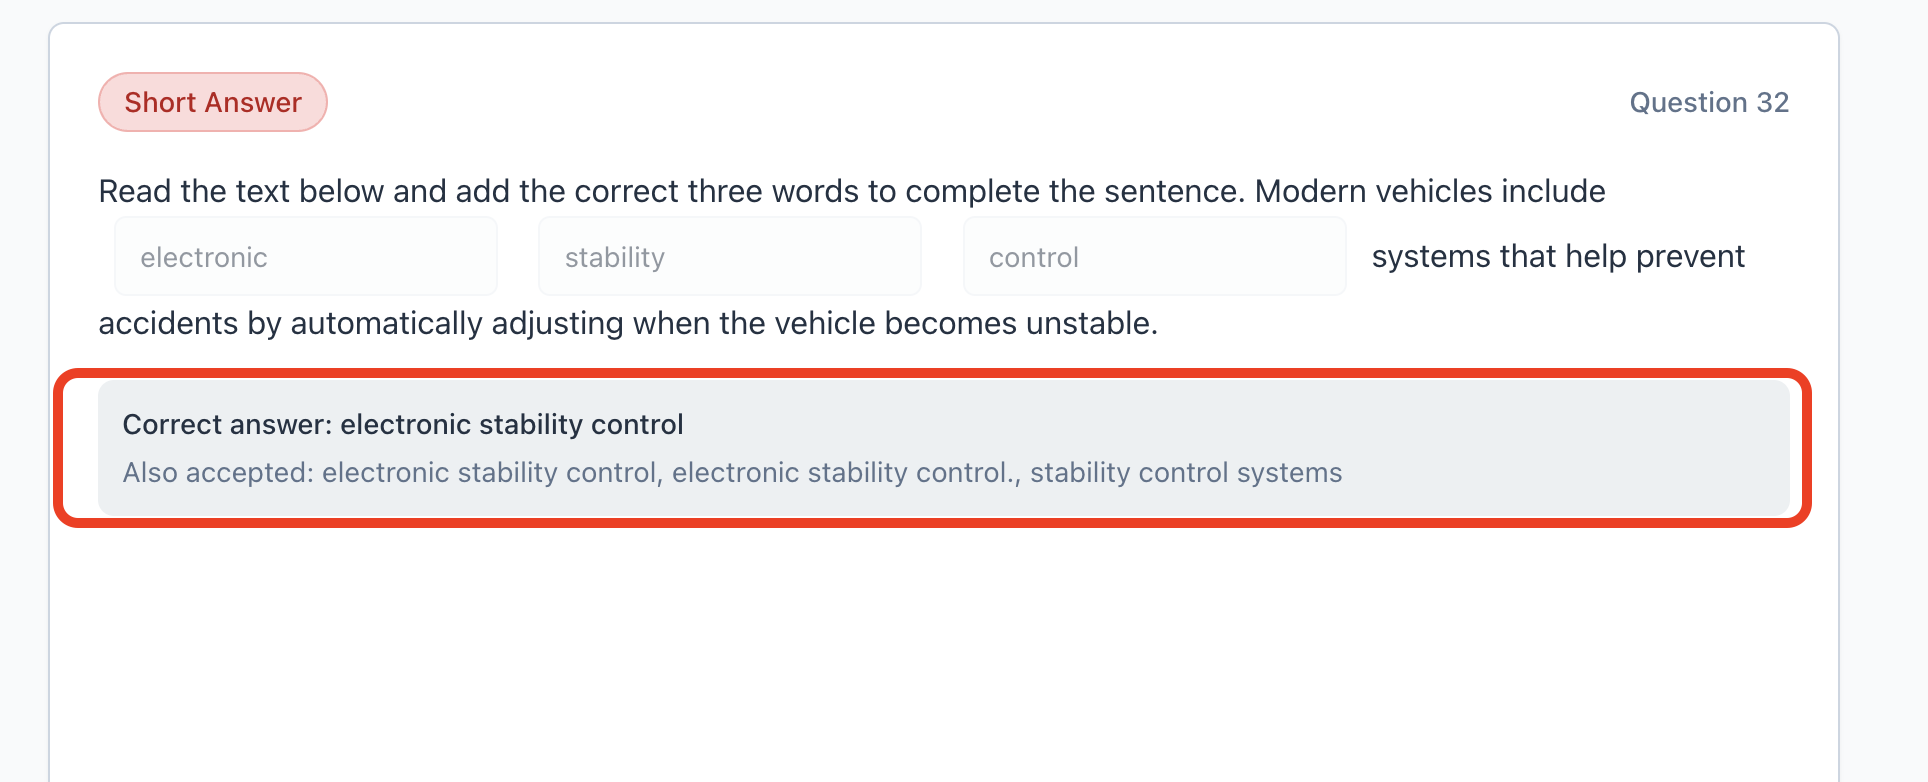 Short Answer
Question 32
Read the text below and add the correct three words to complete the sentence. Modern vehicles include
electronic stability control systems that help prevent
accidents by automatically adjusting when the vehicle becomes unstable.
Correct answer: electronic stability control
Also accepted: electronic stability control, electronic stability control., stability control systems